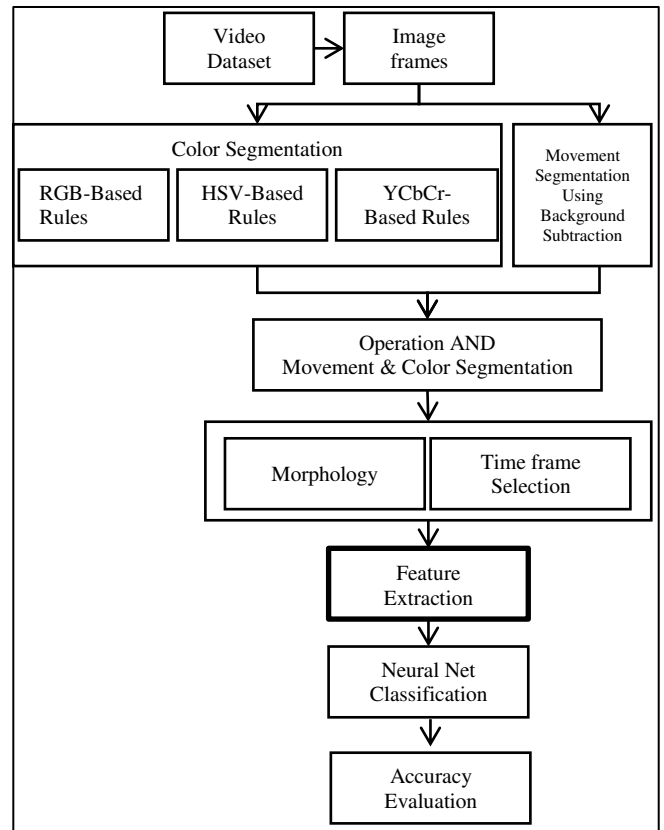 Video
Dataset
Image
frames
Color Segmentation
RGB-Based
Rules
HSV-Based
Rules
YCbCr-
Based Rules
Movement
Segmentation
Using
Background
Subtraction
Operation AND
Movement & Color Segmentation
Morphology
Time frame
Selection
Feature
Extraction
Neural Net
Classification
Accuracy
Evaluation